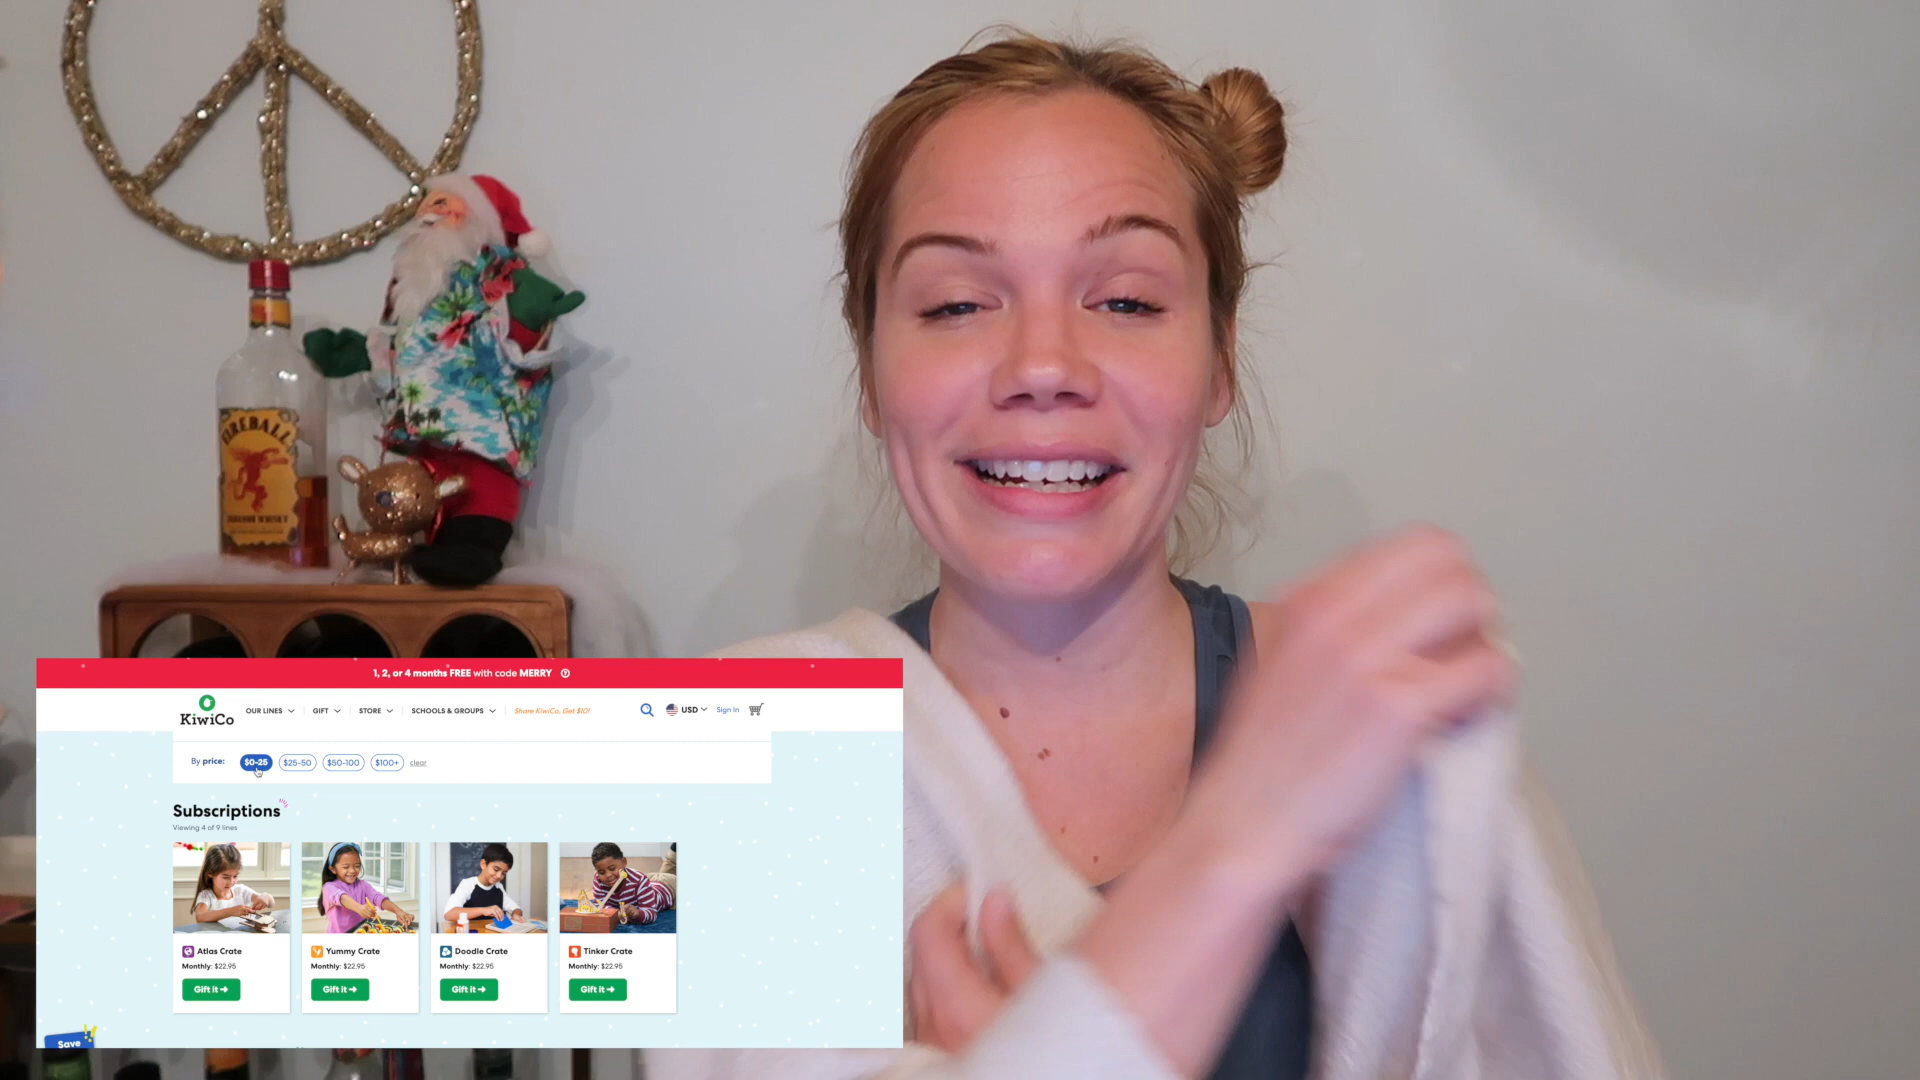 FIREBALL
1, 2, or 4 months FREE with code MERRY
KiwiCo
OUR LINES
GIFT
STORE
SCHOOLS & GROUPS
Share KiwiCo, Get $10!
USD
Sign In
By price:
$0-25
$25-50
$50-100
$100+
clear
Subscriptions
Viewing 4 of 9 lines
Atlas Crate
Monthly: $22.95
Gift it
Yummy Crate
Monthly: $22.95
Gift it
Doodle Crate
Monthly: $22.95
Gift it
Tinker Crate
Monthly: $22.95
Gift it
Save